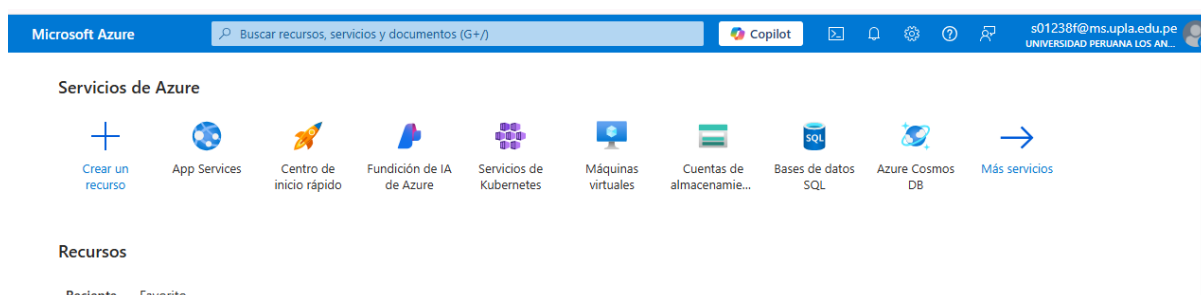 Microsoft Azure
Buscar recursos, servicios y documentos (G+/)
Copilot
s01238f@ms.upla.edu.pe
UNIVERSIDAD PERUANA LOS AN...
Servicios de Azure
Crear un
recurso
App Services
Centro de
inicio rápido
Fundición de IA
de Azure
Servicios de
Kubernetes
Máquinas
virtuales
Cuentas de
almacenamie...
SQL
Bases de datos
SQL
Azure Cosmos
DB
Más servicios
Recursos
Reciente
Favorito